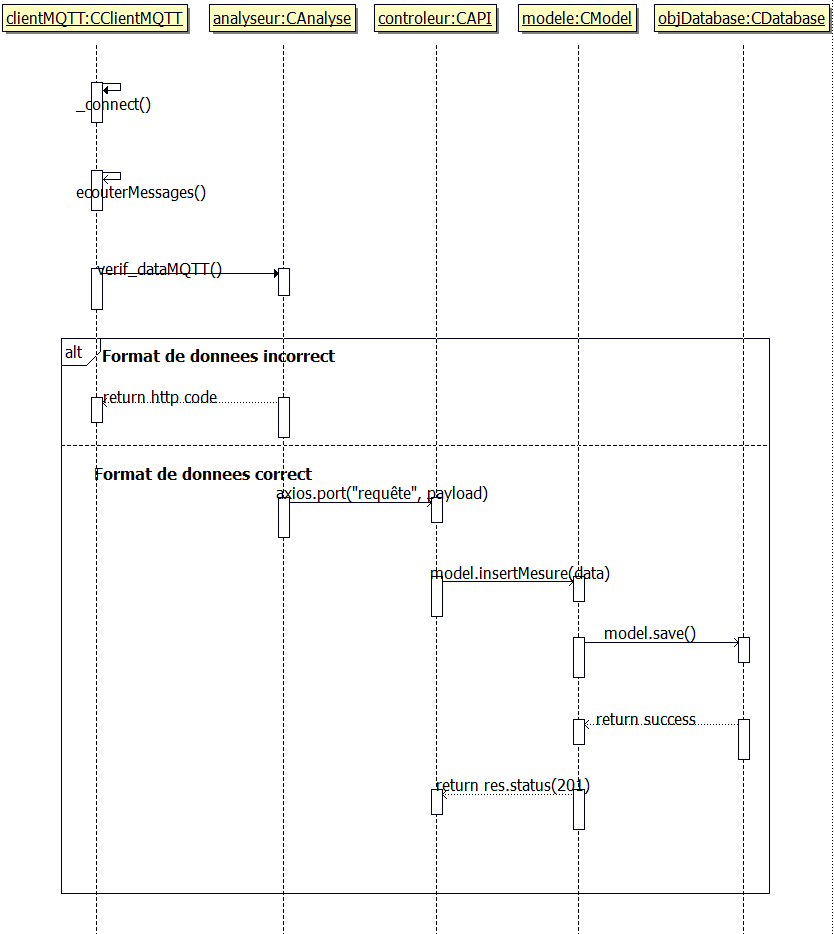 clientMQTT:CClientMQTT analyseur:CAnalyse controleur:CAPI modele:CModel objDatabase:CDatabase
_connect()
ecouterMessages()
verif_dataMQTT()
alt Format de donnees incorrect
return http code
Format de donnees correct
axios.port("requête", payload)
model.insertMesure(data)
model.save()
return success
return res.status(201)